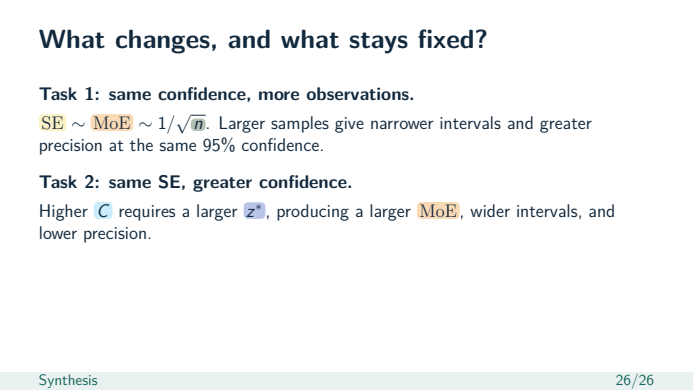 What changes, and what stays fixed?
Task 1: same confidence, more observations.
SE ∼ MoE ∼ 1/√n. Larger samples give narrower intervals and greater
precision at the same 95% confidence.
Task 2: same SE, greater confidence.
Higher C requires a larger z*, producing a larger MoE, wider intervals, and
lower precision.
Synthesis
26/26